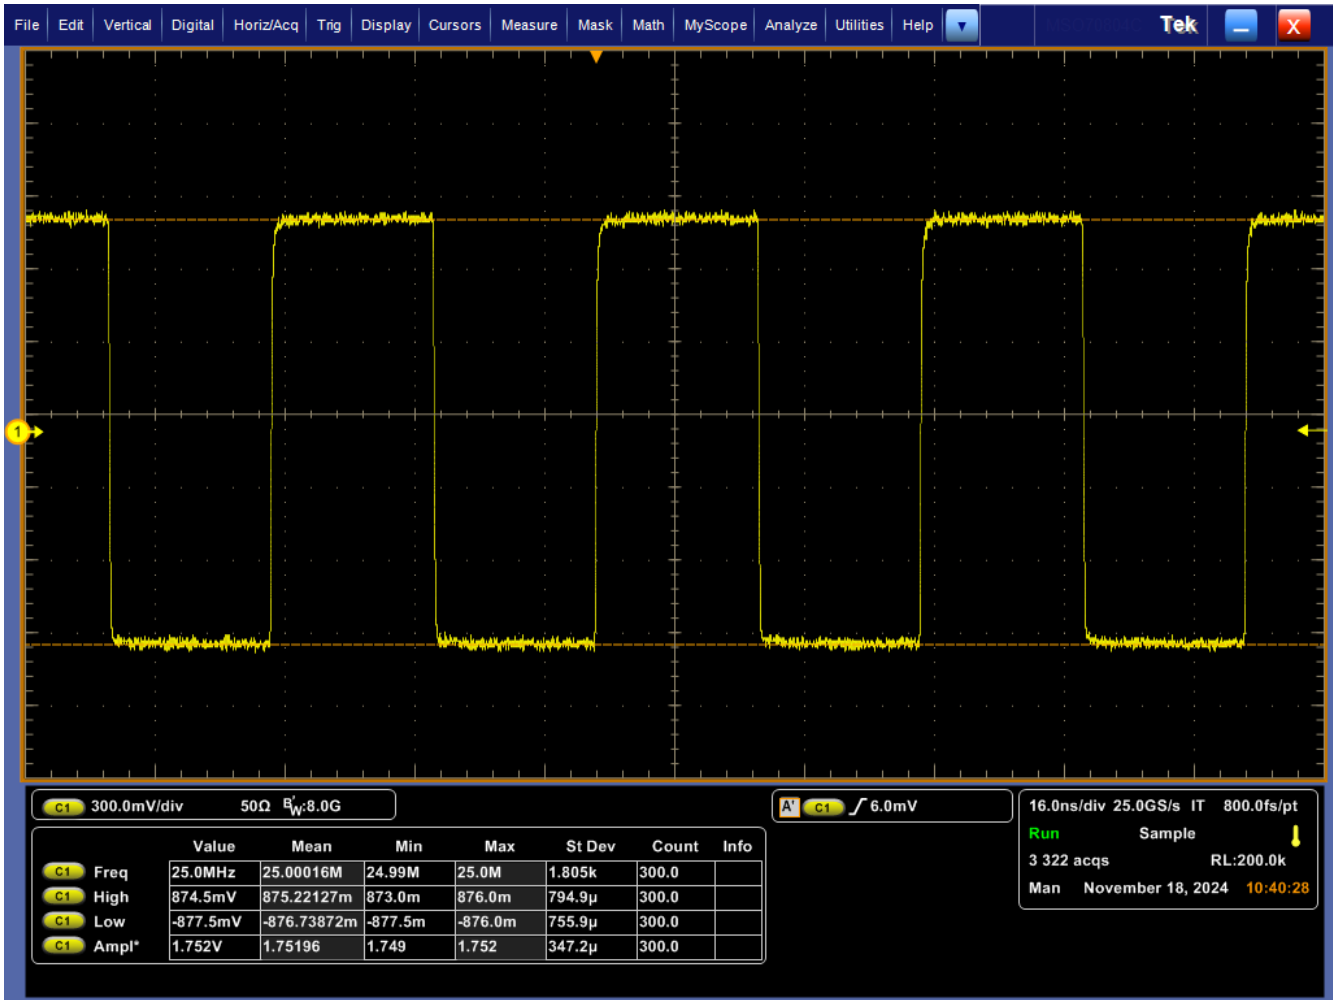 File Edit Vertical Digital Horiz/Acq Trig Display Cursors Measure Mask Math MyScope Analyze Utilities Help Tek X
1
C1 300.0mV/div 50Ω BW:8.0G
A' C1 6.0mV
16.0ns/div 25.0GS/s IT 800.0fs/pt
Run Sample
3 322 acqs RL:200.0k
Man November 18, 2024 10:40:28
Value Mean Min Max St Dev Count Info
C1 Freq 25.0MHz 25.00016M 24.99M 25.0M 1.805k 300.0
C1 High 874.5mV 875.22127m 873.0m 876.0m 794.9µ 300.0
C1 Low -877.5mV -876.73872m -877.5m -876.0m 755.9µ 300.0
C1 Ampl* 1.752V 1.75196 1.749 1.752 347.2µ 300.0